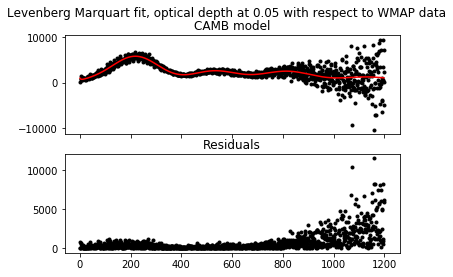 Levenberg Marquart fit, optical depth at 0.05 with respect to WMAP data
CAMB model
10000
0
−10000
Residuals
10000
5000
0
0 200 400 600 800 1000 1200